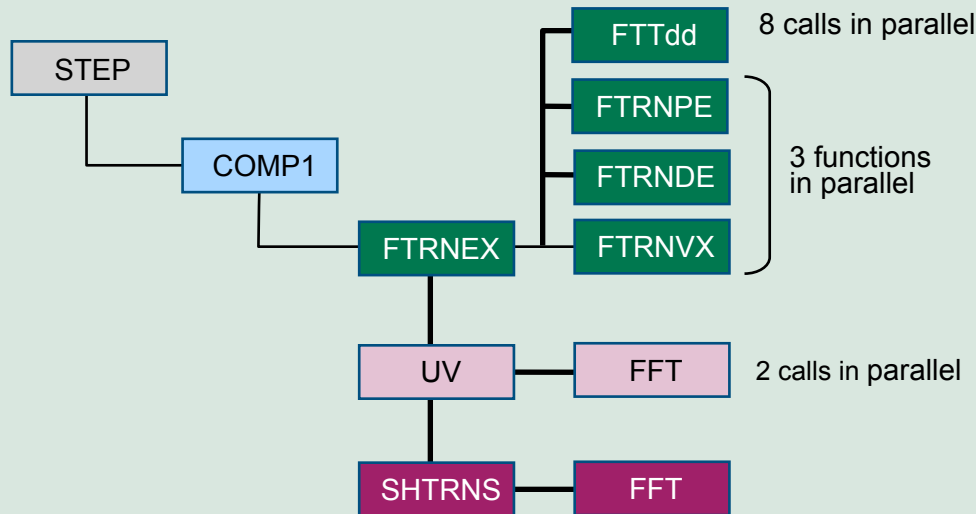 FTTdd
8 calls in parallel
STEP
FTRNPE
COMP1
3 functions
in parallel
FTRNDE
FTRNEX
FTRNVX
UV
FFT
2 calls in parallel
SHTRNS
FFT